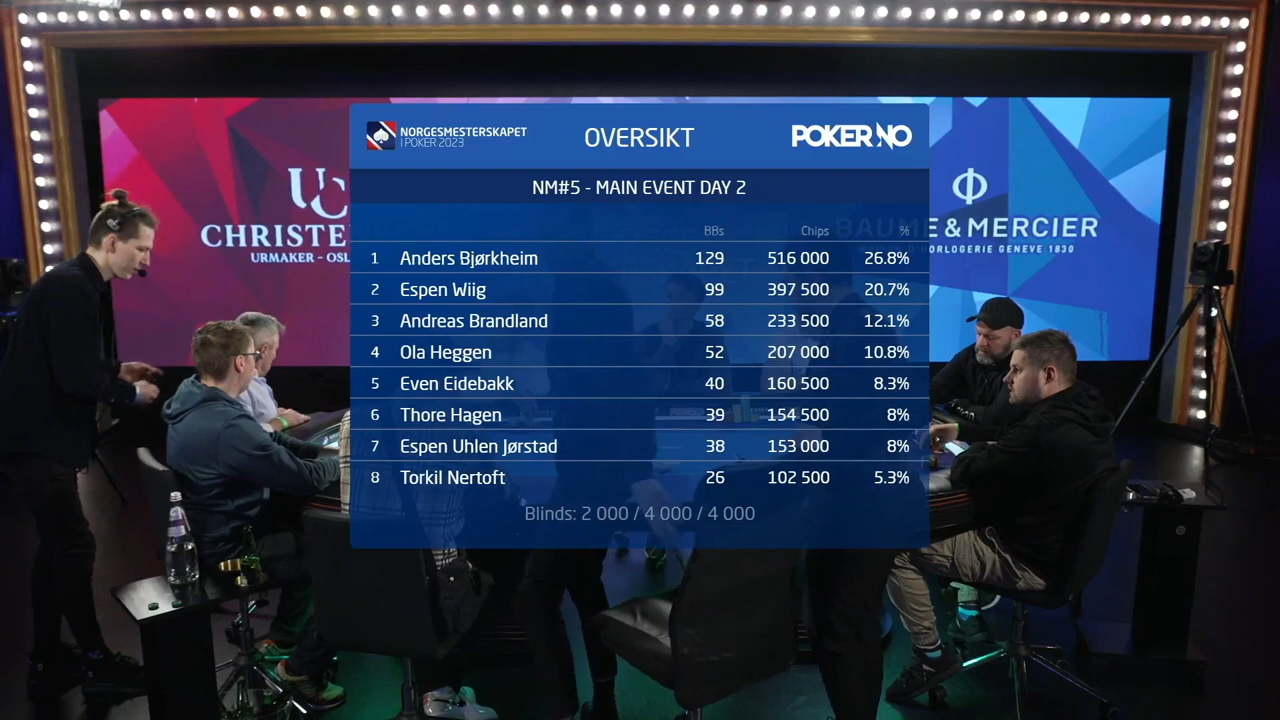 NORGESMESTERSKAPET
I POKER 2023
OVERSIKT
POKER NO
NM#5 - MAIN EVENT DAY 2
BBs Chips %
1 Anders Bjørkheim 129 516 000 26.8%
2 Espen Wiig 99 397 500 20.7%
3 Andreas Brandland 58 233 500 12.1%
4 Ola Heggen 52 207 000 10.8%
5 Even Eidebakk 40 160 500 8.3%
6 Thore Hagen 39 154 500 8%
7 Espen Uhlen Jørstad 38 153 000 8%
8 Torkil Nertoft 26 102 500 5.3%
Blinds: 2 000 / 4 000 / 4 000
UC
CHRISTE
URMAKER - OSL
Φ
BAUME & MERCIER
HORLOGERIE GENEVE 1830